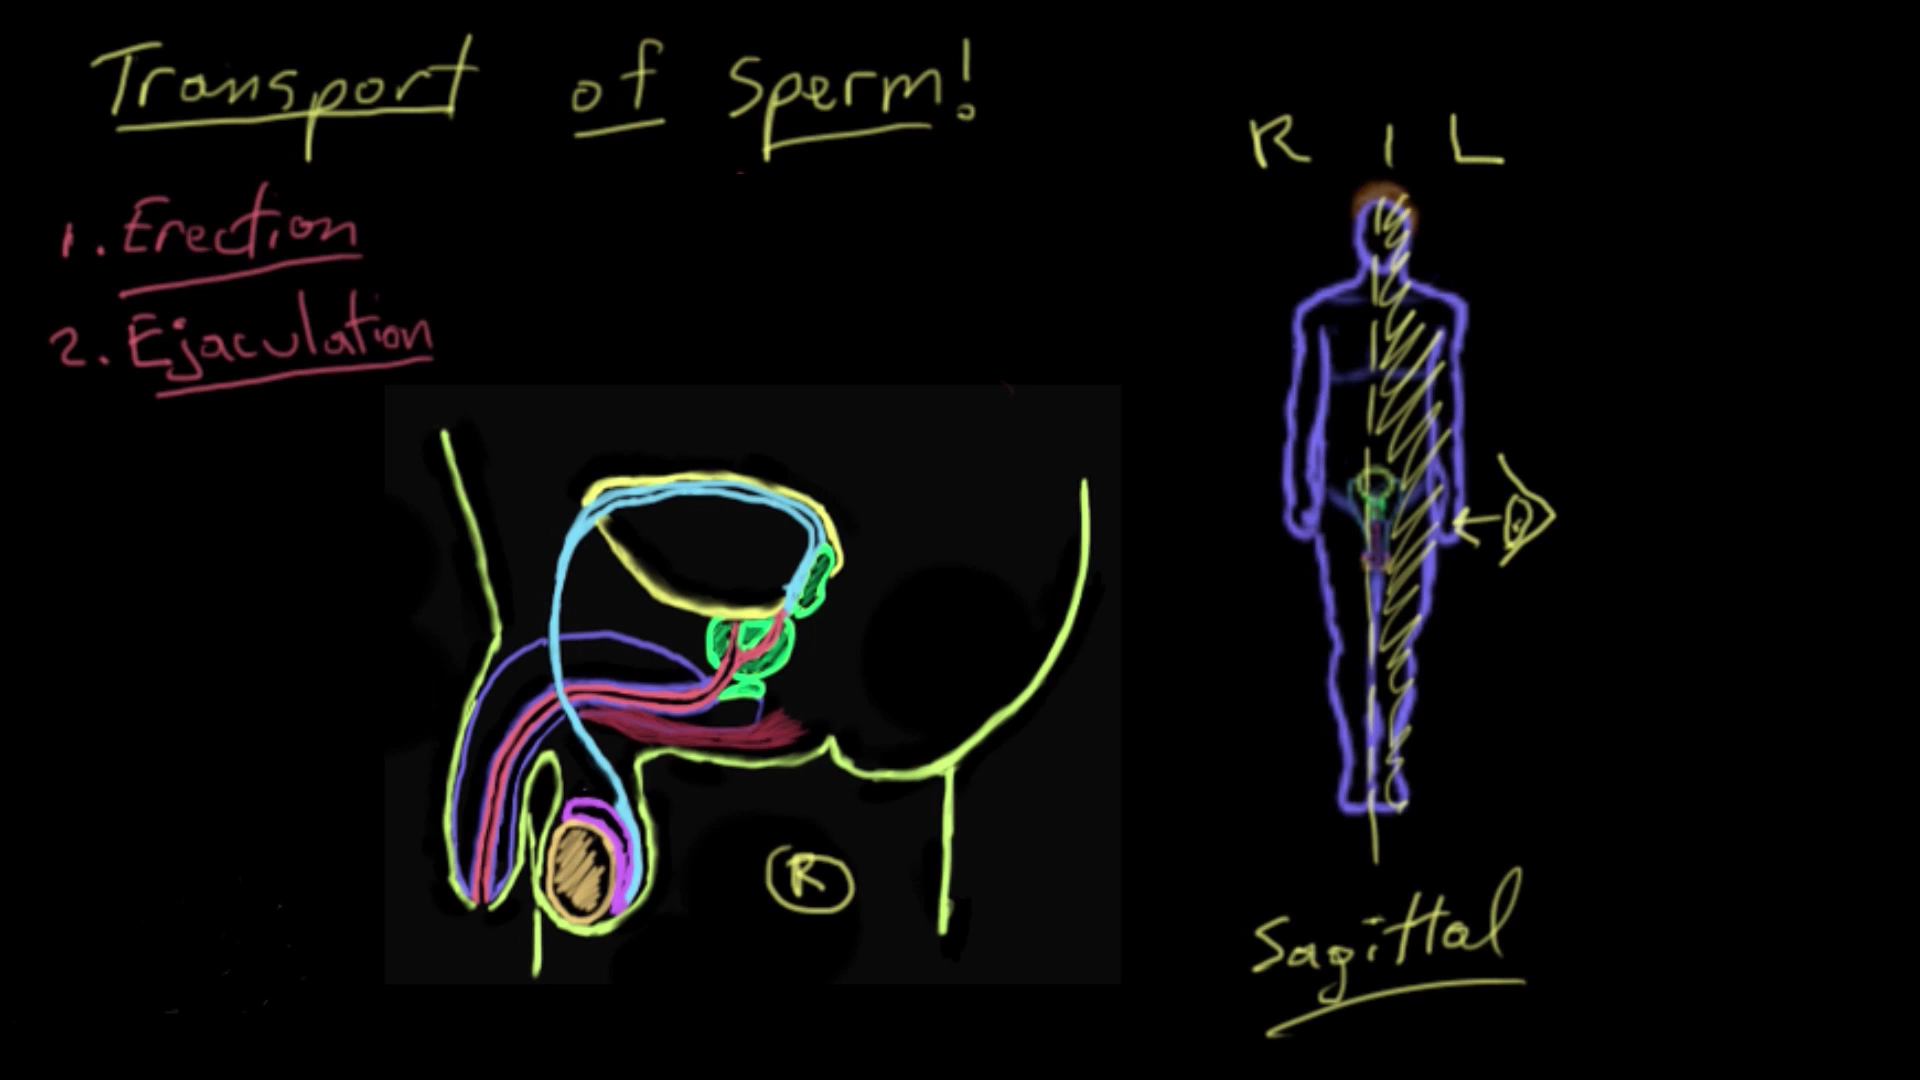 Transport of Sperm!
1. Erection
2. Ejaculation
R | L
R
Sagittal